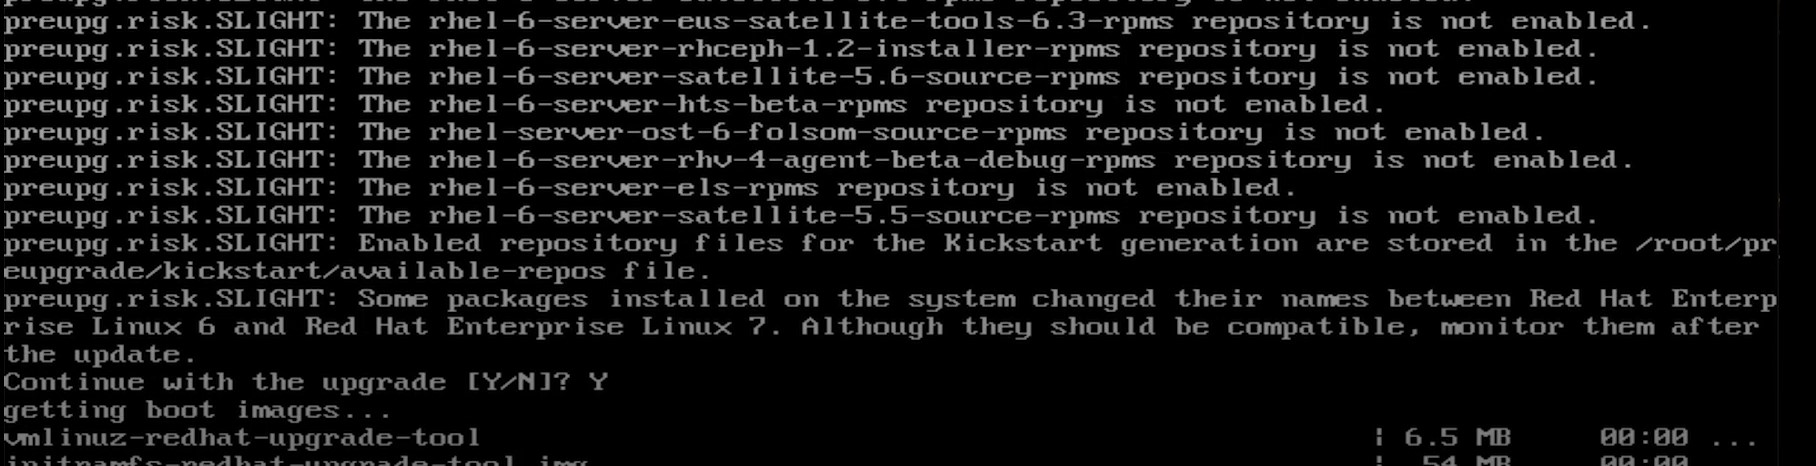 preupg.risk.SLIGHT: The rhel-6-server-eus-satellite-tools-6.3-rpms repository is not enabled.
preupg.risk.SLIGHT: The rhel-6-server-rhceph-1.2-installer-rpms repository is not enabled.
preupg.risk.SLIGHT: The rhel-6-server-satellite-5.6-source-rpms repository is not enabled.
preupg.risk.SLIGHT: The rhel-6-server-hts-beta-rpms repository is not enabled.
preupg.risk.SLIGHT: The rhel-server-ost-6-folsom-source-rpms repository is not enabled.
preupg.risk.SLIGHT: The rhel-6-server-rhv-4-agent-beta-debug-rpms repository is not enabled.
preupg.risk.SLIGHT: The rhel-6-server-els-rpms repository is not enabled.
preupg.risk.SLIGHT: The rhel-6-server-satellite-5.5-source-rpms repository is not enabled.
preupg.risk.SLIGHT: Enabled repository files for the Kickstart generation are stored in the /root/pr
eupgrade/kickstart/available-repos file.
preupg.risk.SLIGHT: Some packages installed on the system changed their names between Red Hat Enterp
rise Linux 6 and Red Hat Enterprise Linux 7. Although they should be compatible, monitor them after
the update.
Continue with the upgrade [Y/N]? Y
getting boot images...
vmlinuz-redhat-upgrade-tool | 6.5 MB 00:00 ...
initramfs-redhat-upgrade-tool.img | 54 MB 00:00